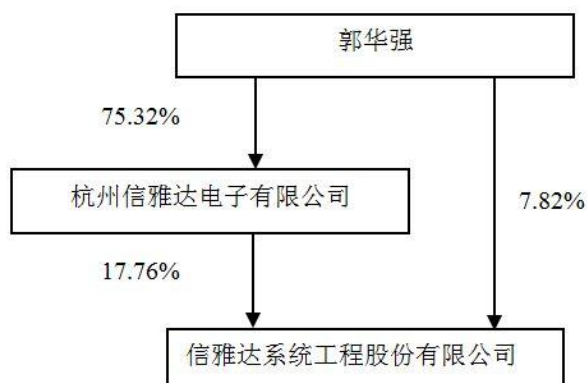 郭华强
75.32%
杭州信雅达电子有限公司
7.82%
17.76%
信雅达系统工程股份有限公司